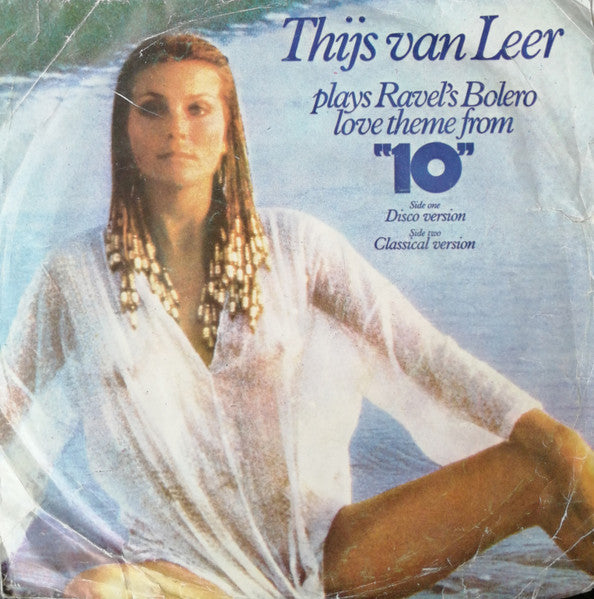 Thijs van Leer
plays Ravel's Bolero
love theme from
"10"
Side one
Disco version
Side two
Classical version